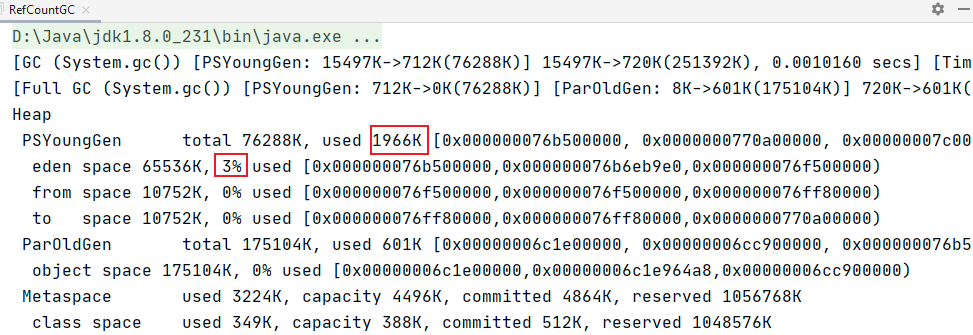 RefCountGC ×
D:\Java\jdk1.8.0_231\bin\java.exe ...
[GC (System.gc()) [PSYoungGen: 15497K->712K(76288K)] 15497K->720K(251392K), 0.0010160 secs] [Tim
[Full GC (System.gc()) [PSYoungGen: 712K->0K(76288K)] [ParOldGen: 8K->601K(175104K)] 720K->601K(
Heap
PSYoungGen total 76288K, used 1966K [0x000000076b500000, 0x0000000770a00000, 0x00000007c00
eden space 65536K, 3% used [0x000000076b500000,0x000000076b6eb9e0,0x000000076f500000)
from space 10752K, 0% used [0x000000076f500000,0x000000076f500000,0x000000076ff80000)
to space 10752K, 0% used [0x000000076ff80000,0x000000076ff80000,0x0000000770a00000)
ParOldGen total 175104K, used 601K [0x00000006c1e00000, 0x00000006cc900000, 0x000000076b5
object space 175104K, 0% used [0x00000006c1e00000,0x00000006c1e964a8,0x00000006cc900000)
Metaspace used 3224K, capacity 4496K, committed 4864K, reserved 1056768K
class space used 349K, capacity 388K, committed 512K, reserved 1048576K